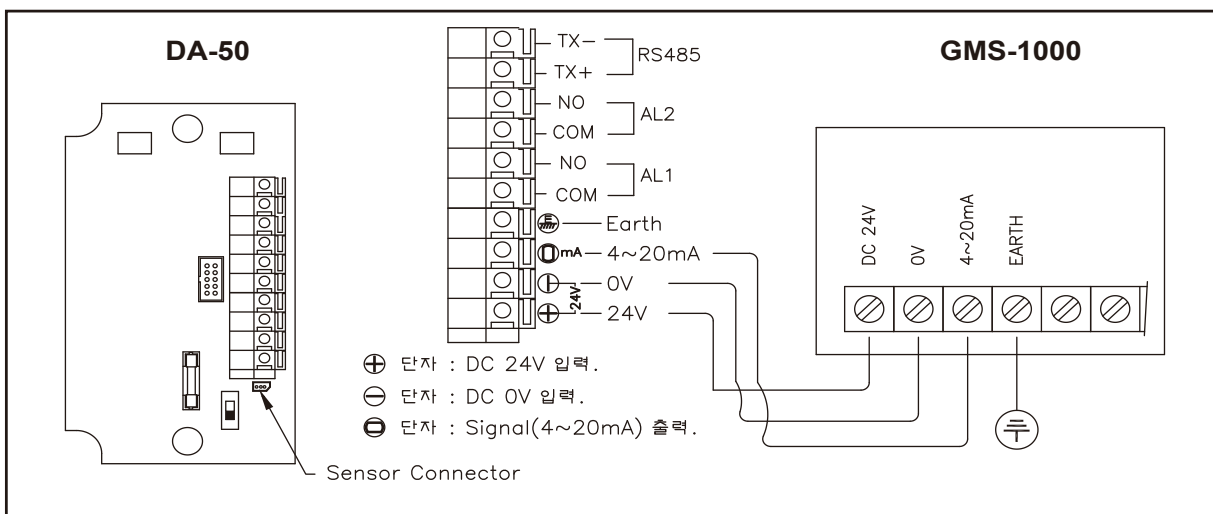 DA-50
TX-
TX+
RS485
NO
COM
AL2
NO
COM
AL1
E
Earth
mA
4~20mA
0V
24V
24V
⊕ 단자 : DC 24V 입력.
⊖ 단자 : DC 0V 입력.
단자 : Signal(4~20mA) 출력.
Sensor Connector
GMS-1000
DC 24V
0V
4~20mA
EARTH